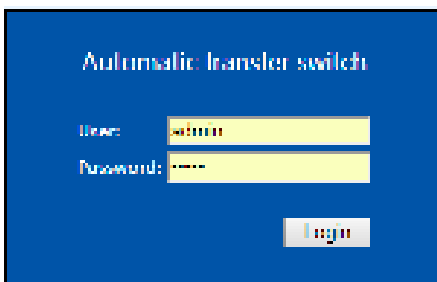 Automatic transfer switch
User: admin
Password: •••••
Login